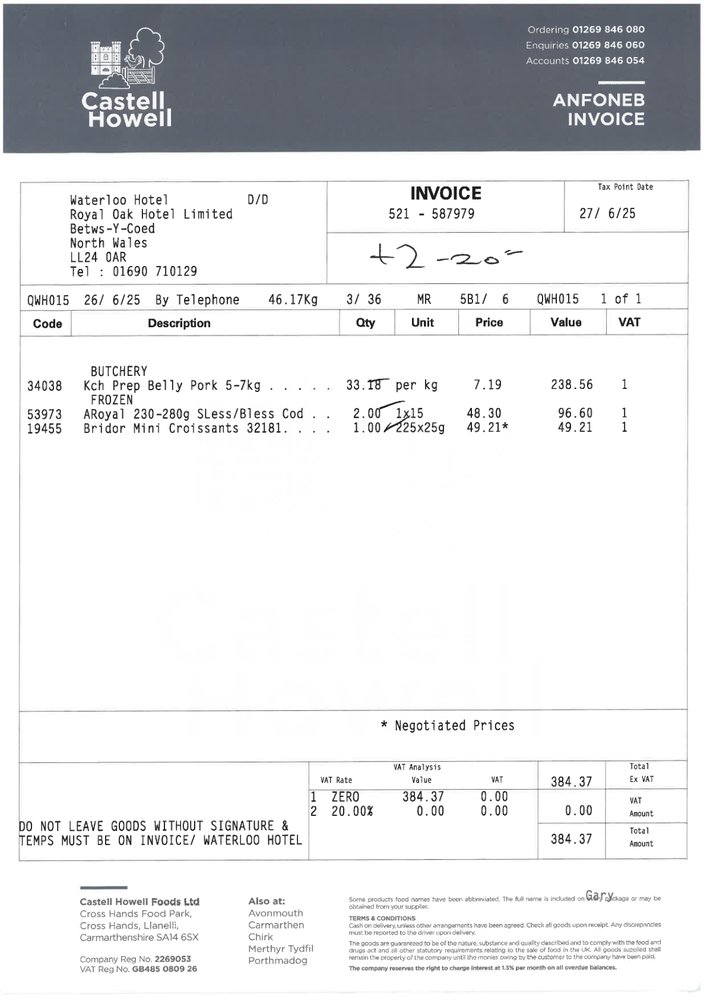 Ordering 01269 846 080
Enquiries 01269 846 060
Accounts 01269 846 054
Castell
Howell
ANFONEB
INVOICE
Waterloo Hotel D/D
Royal Oak Hotel Limited
Betws-Y-Coed
North Wales
LL24 0AR
Tel : 01690 710129
INVOICE
521 - 587979
Tax Point Date
27/ 6/25
+2 -20
QWH015 26/ 6/25 By Telephone 46.17Kg 3/ 36 MR 5B1/ 6 QWH015 1 of 1
Code Description Qty Unit Price Value VAT
BUTCHERY
34038 Kch Prep Belly Pork 5-7kg . . . . . 33.18 per kg 7.19 238.56 1
FROZEN
53973 ARoyal 230-280g SLess/Bless Cod . . 2.00 1x15 48.30 96.60 1
19455 Bridor Mini Croissants 32181. . . . 1.00 225x25g 49.21* 49.21 1
* Negotiated Prices
VAT Analysis
VAT Rate Value VAT
1 ZERO 384.37 0.00
2 20.00% 0.00 0.00
384.37 Total Ex VAT
0.00 VAT Amount
384.37 Total Amount
DO NOT LEAVE GOODS WITHOUT SIGNATURE &
TEMPS MUST BE ON INVOICE/ WATERLOO HOTEL
Castell Howell Foods Ltd
Cross Hands Food Park,
Cross Hands, Llanelli,
Carmarthenshire SA14 6SX
Company Reg No. 2269053
VAT Reg No. GB485 0809 26
Also at:
Avonmouth
Carmarthen
Chirk
Merthyr Tydfil
Porthmadog
Gary
Some products food names have been abbreviated. The full name is included on every package or may be
obtained from your supplier.
TERMS & CONDITIONS
Cash on delivery, unless other arrangements have been agreed. Check all goods upon receipt. Any discrepancies
must be reported to the driver upon delivery.
The goods are guaranteed to be of the nature, substance and quality described and to comply with the food and
drugs act and all other statutory requirements relating to the sale of food in the UK. All goods supplied shall
remain the property of the company until the monies owing by the customer to the company have been paid.
The company reserves the right to charge interest at 1.5% per month on all overdue balances.